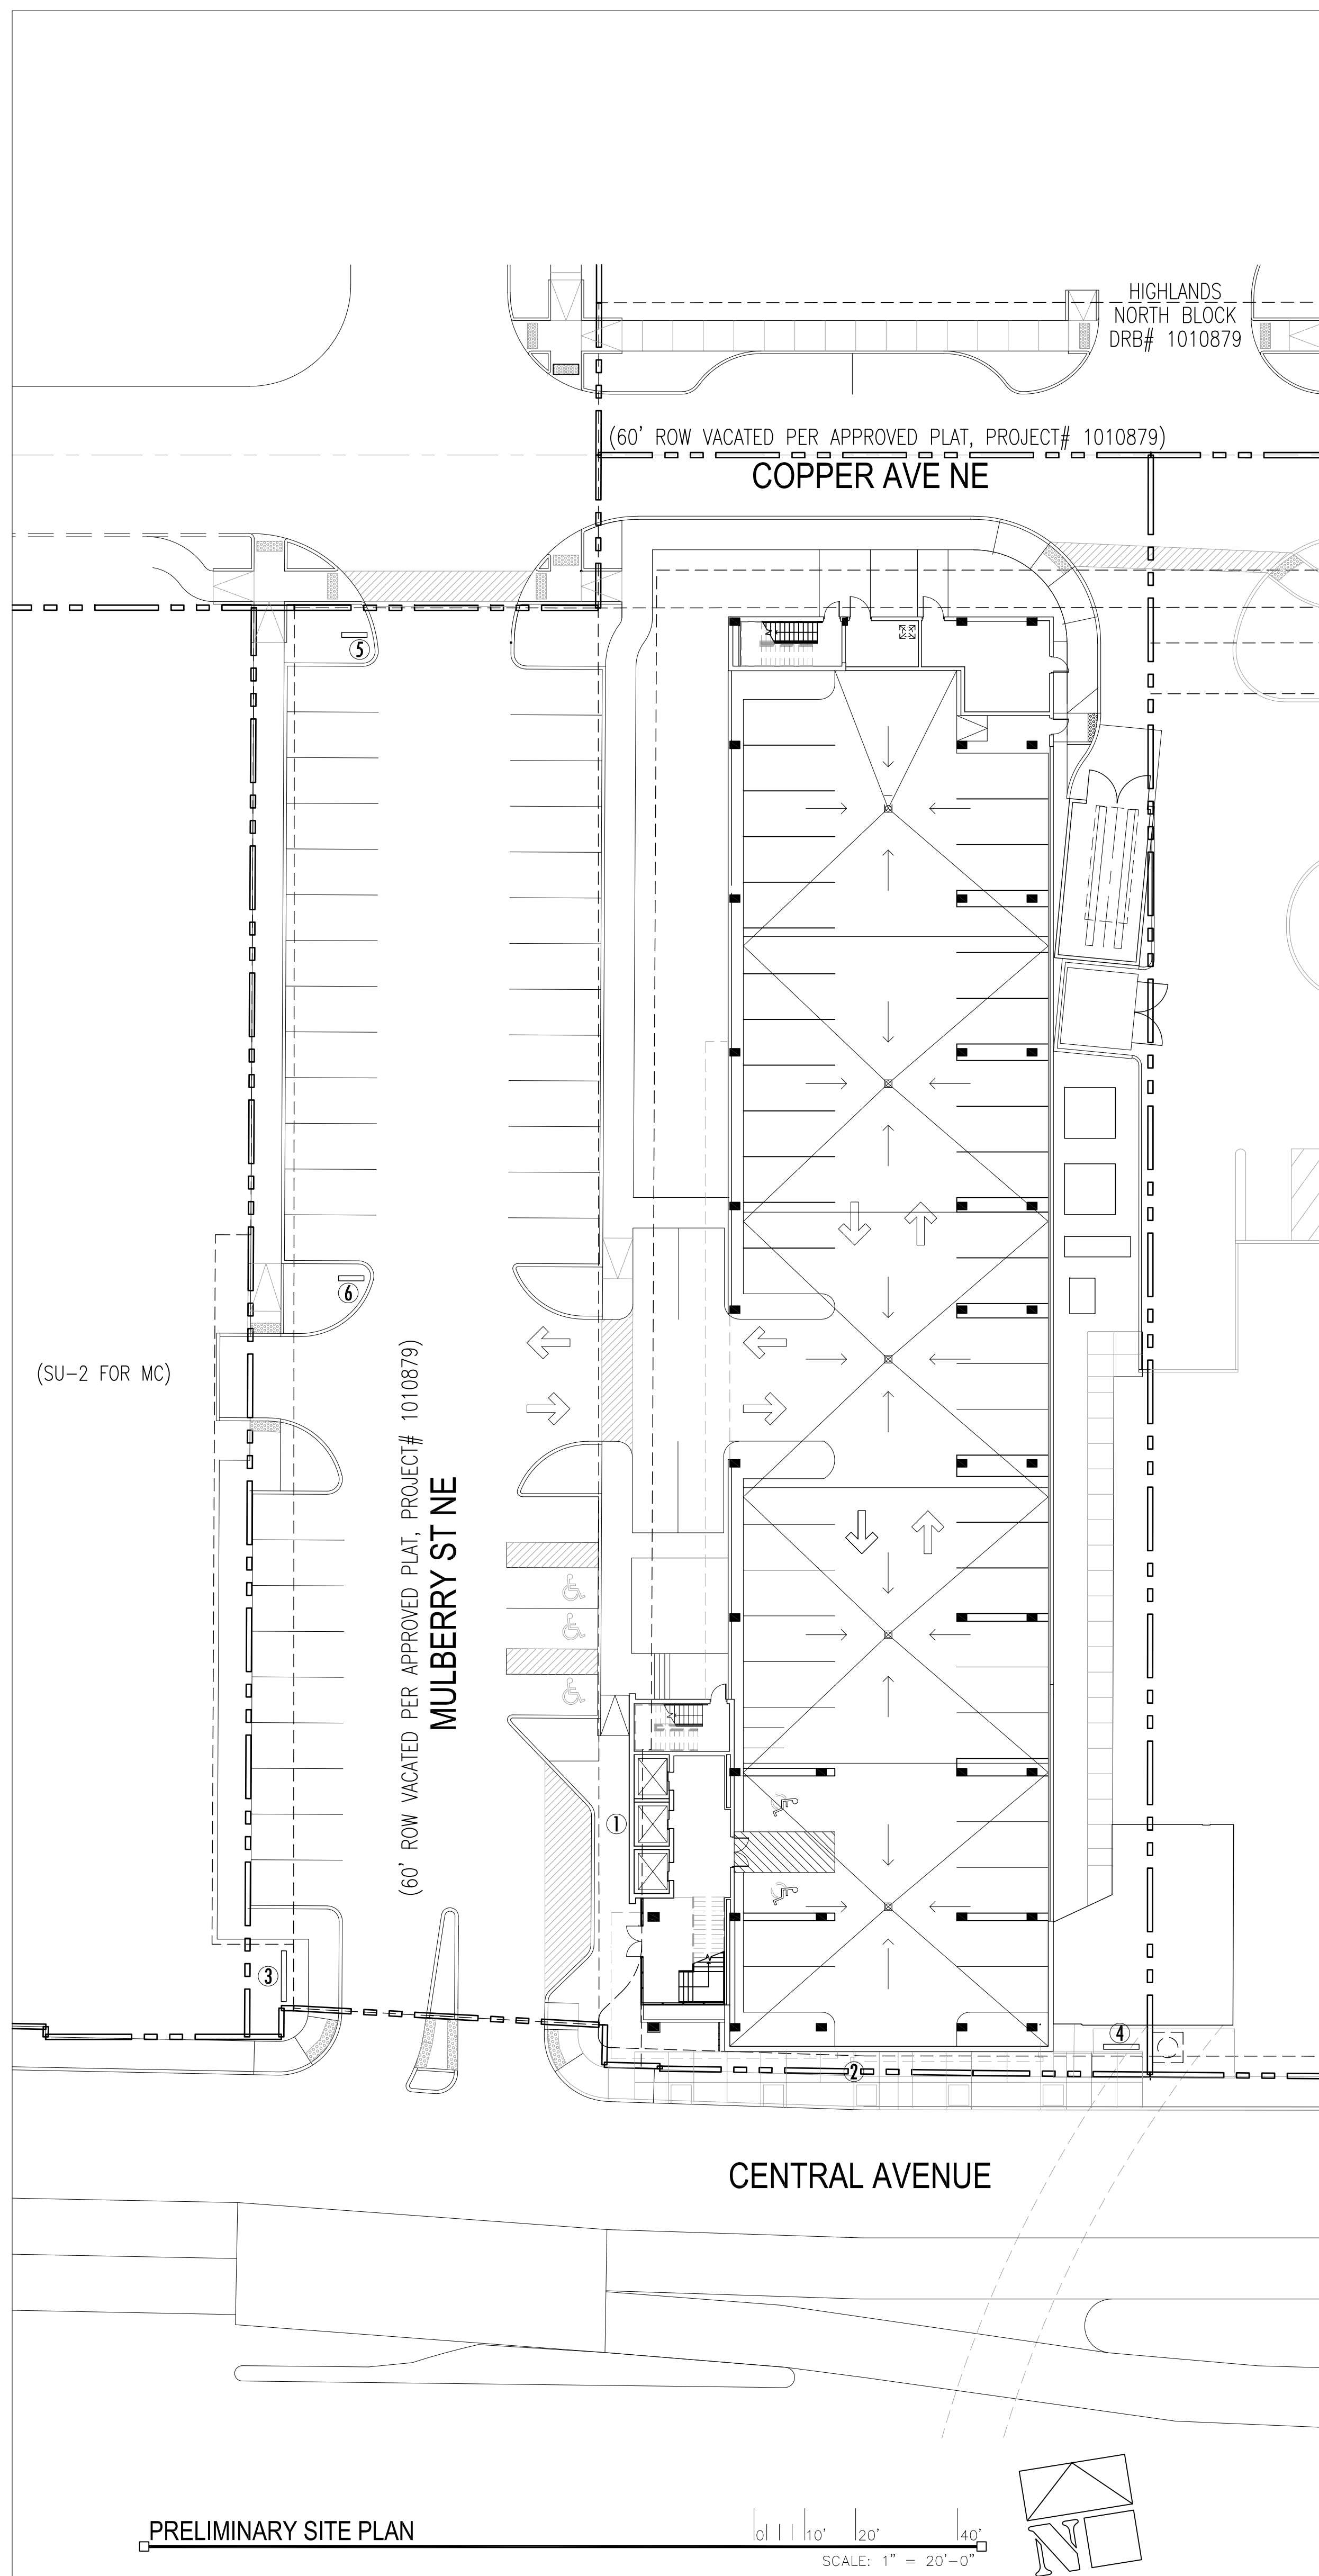 HIGHLANDS
NORTH BLOCK
DRB# 1010879
(60' ROW VACATED PER APPROVED PLAT, PROJECT# 1010879)
COPPER AVE NE
5
6
(SU-2 FOR MC)
(60' ROW VACATED PER APPROVED PLAT, PROJECT# 1010879)
MULBERRY ST NE
1
3
4
2
CENTRAL AVENUE
PRELIMINARY SITE PLAN
0 10' 20' 40'
SCALE: 1" = 20'-0"
N